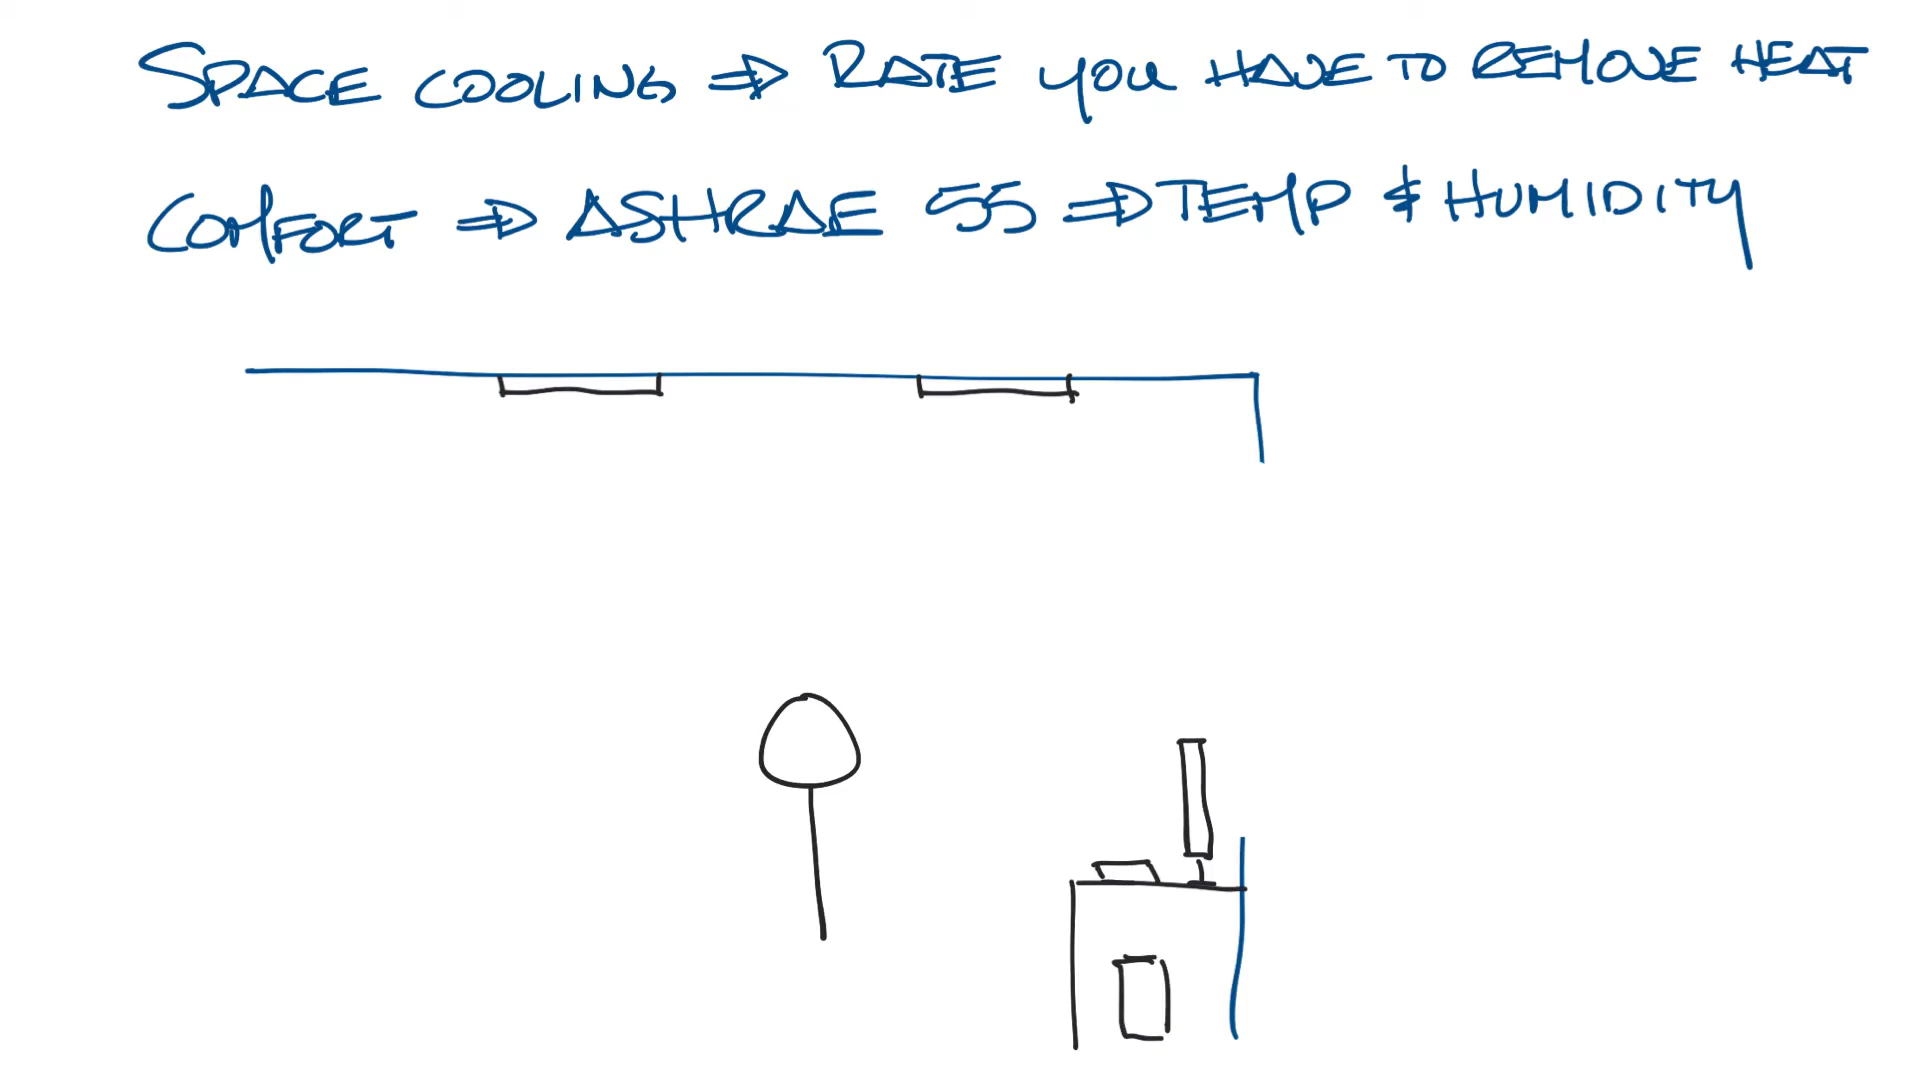 SPACE COOLING ⇒ RATE YOU HAVE TO REMOVE HEAT
COMFORT ⇒ ASHRAE 55 ⇒ TEMP & HUMIDITY